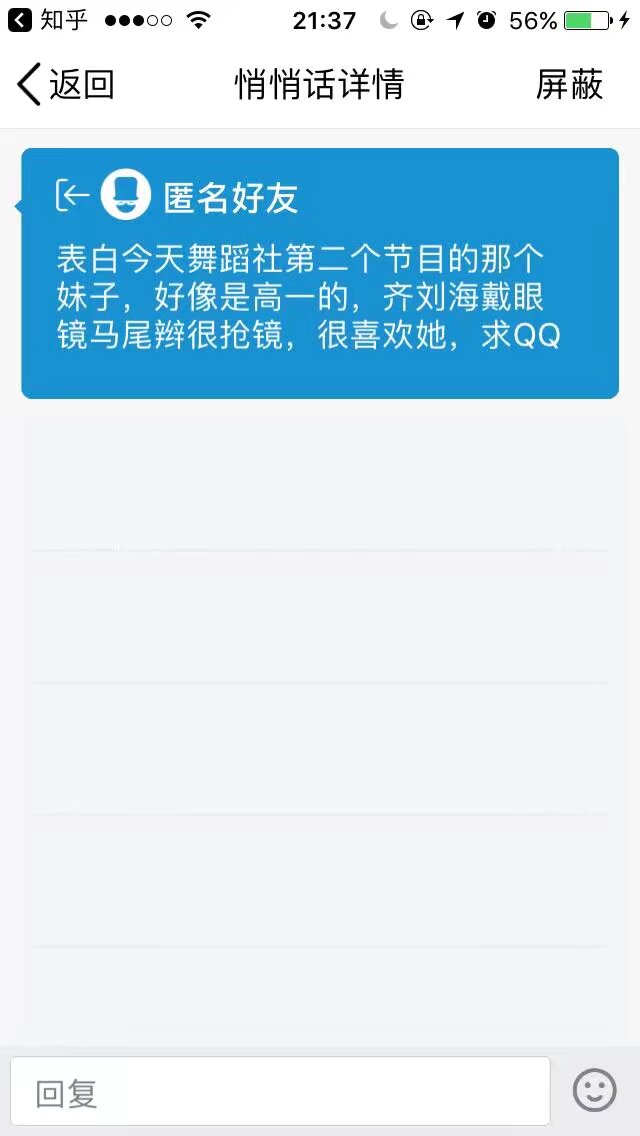 知乎 21:37 56%
返回 悄悄话详情 屏蔽
匿名好友
表白今天舞蹈社第二个节目的那个
妹子，好像是高一的，齐刘海戴眼
镜马尾辫很抢镜，很喜欢她，求QQ
回复